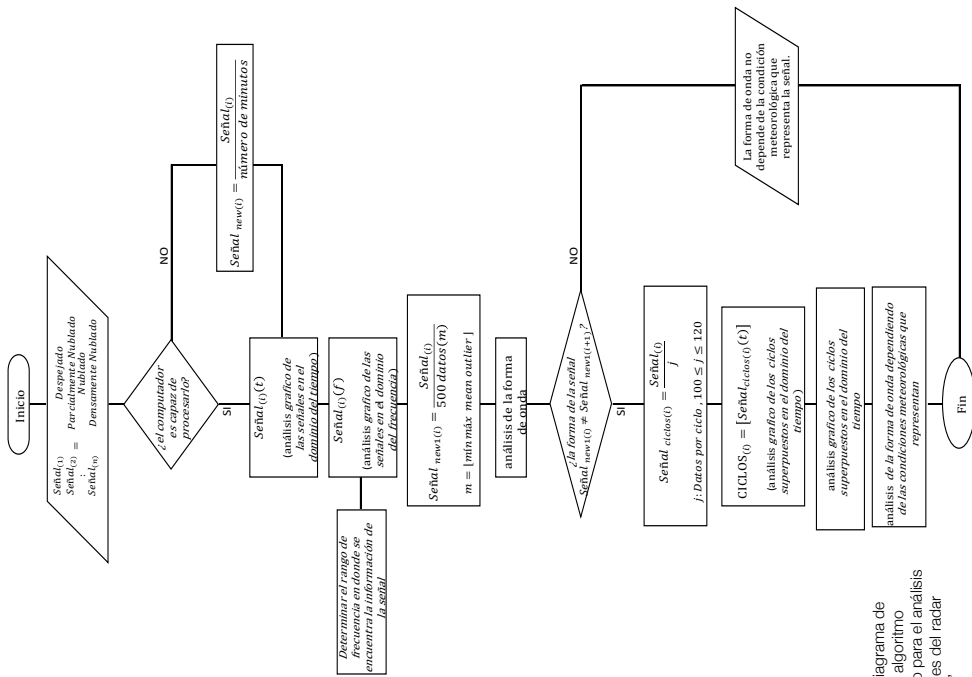 Inicio
Señal(1) Despejado
Señal(2) = Parcialmente Nublado
⋮ Nublado
Señal(n) Densamente Nublado
¿el computador
es capaz de
procesarlo?
NO
SI
Señal new(i) = Señal(i) / número de minutos
Señal(i)(t)
(análisis grafico de
las señales en el
dominio del tiempo)
Señal(i)(f)
(análisis grafico de las
señales en el dominio
del frecuencia)
Determinar el rango de
frecuencia en donde se
encuentra la información de
la señal
Señal new1(i) = Señal(i) / 500 datos(m)
m = [mín máx mean outlier]
análisis de la forma
de onda
¿la forma de la señal
Señal new1(i) ≠ Señal new1(i+1)?
NO
SI
La forma de onda no
depende de la condición
meteorológica que
representa la señal.
Señal ciclos(i) = Señal(i) / j
j: Datos por ciclo , 100 ≤ j ≤ 120
CICLOS(i) = [Señalciclos(i)(t)]
(análisis grafico de los ciclos
superpuestos en el dominio del
tiempo)
análisis grafico de los ciclos
superpuestos en el dominio del
tiempo
análisis de la forma de onda dependiendo
de las condiciones meteorológicas que
representan
Fin
iagrama de
algoritmo
o para el análisis
es del radar